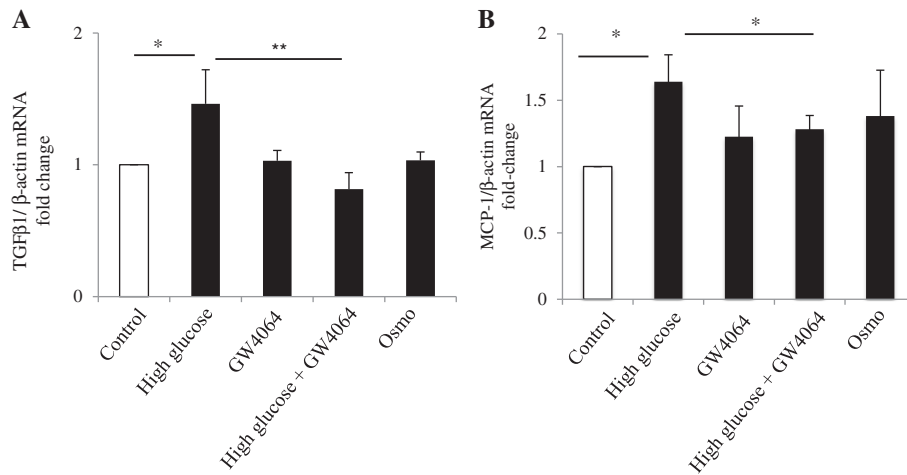 A
*
**
2
1
2
TGFβ1/ β-actin mRNA
fold change
Control
High glucose
GW4064
High glucose + GW4064
Osmo
B
*
*
2
1.5
1
0.5
0
MCP-1/β-actin mRNA
fold-change
Control
High glucose
GW4064
High glucose + GW4064
Osmo